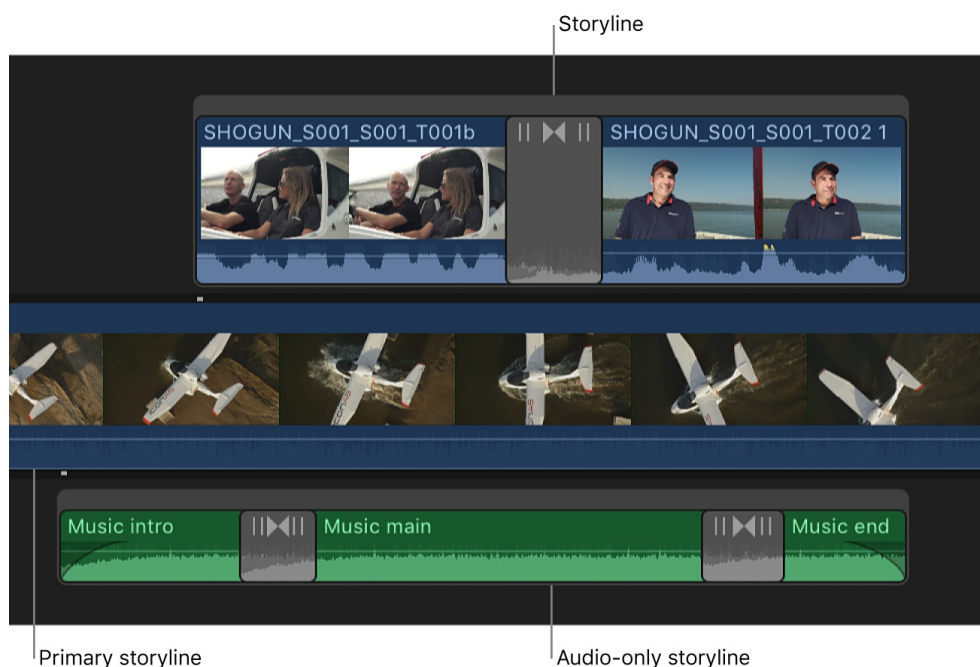 Storyline
SHOGUN_S001_S001_T001b
SHOGUN_S001_S001_T002 1
Music intro
Music main
Music end
Primary storyline
Audio-only storyline